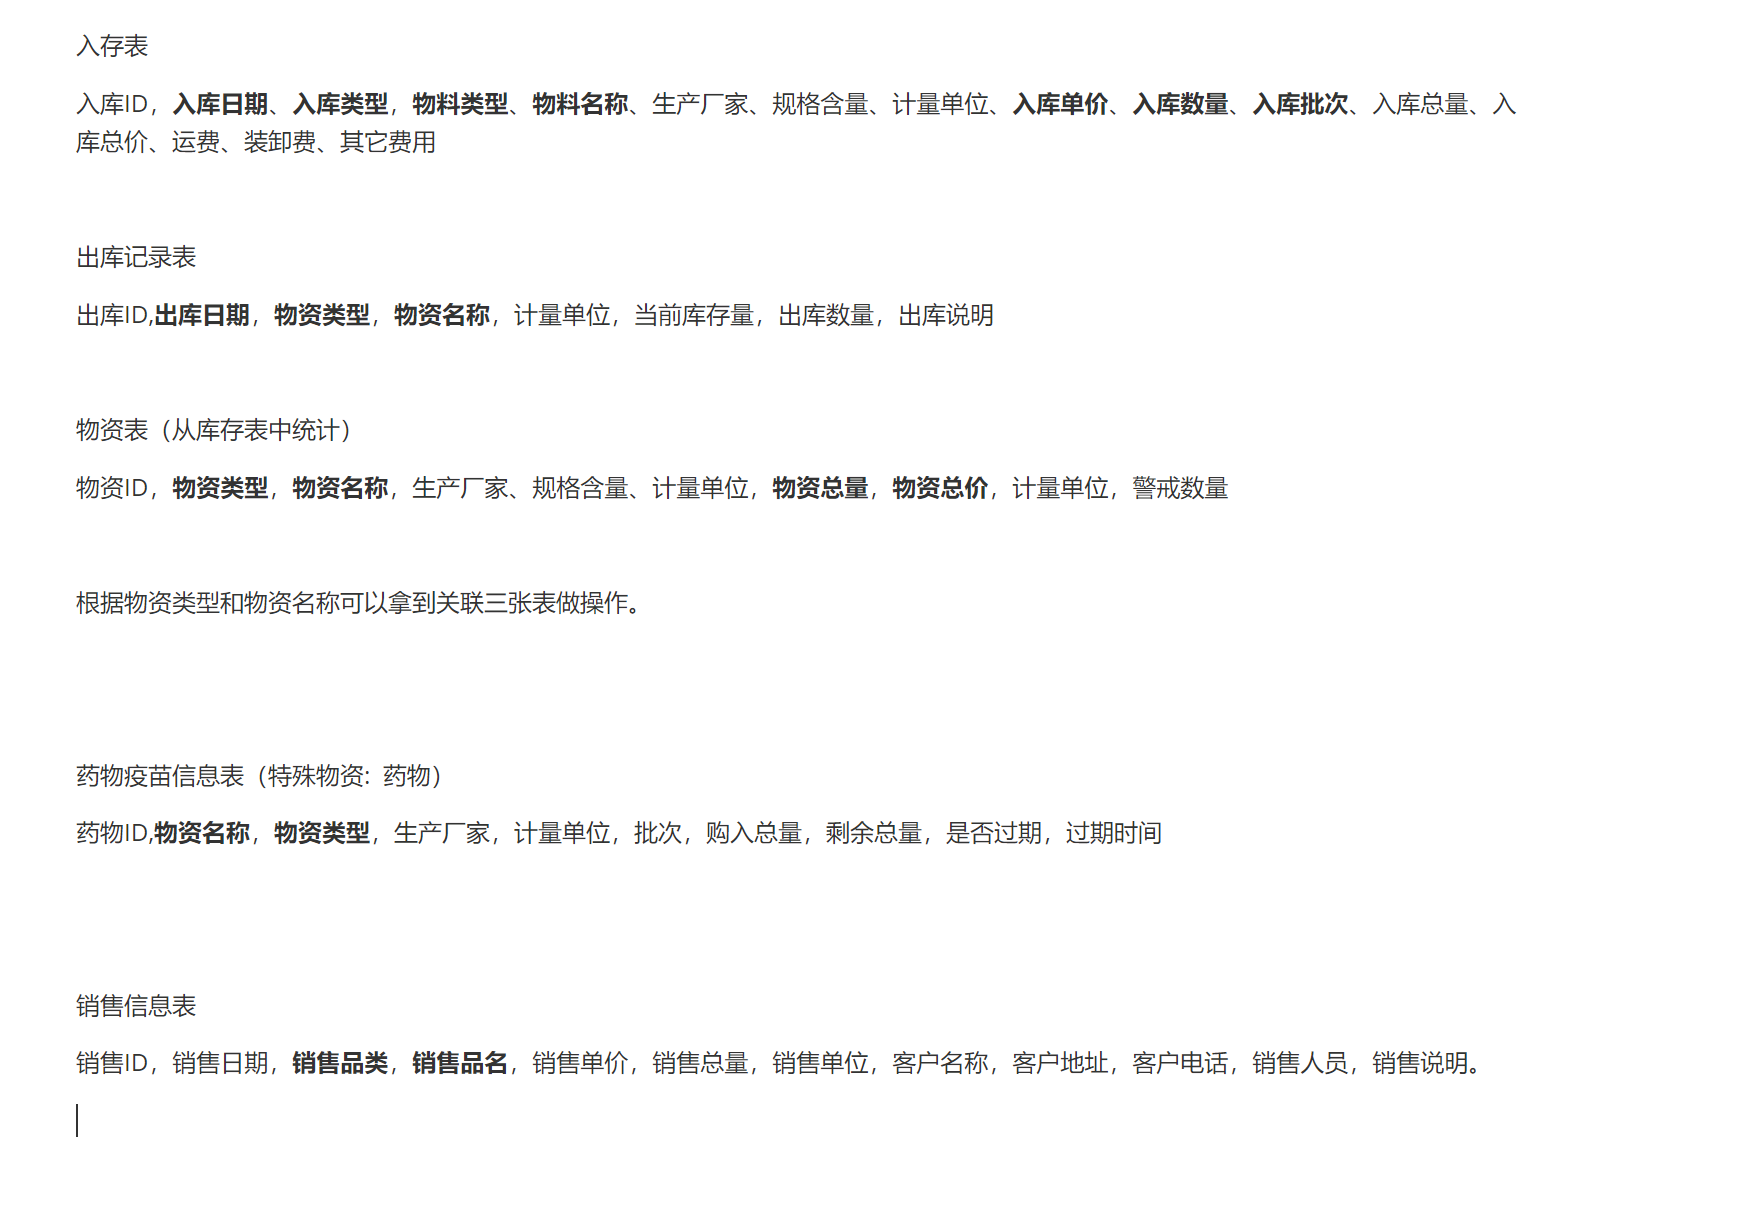 入存表
入库ID，入库日期、入库类型，物料类型、物料名称、生产厂家、规格含量、计量单位、入库单价、入库数量、入库批次、入库总量、入
库总价、运费、装卸费、其它费用
出库记录表
出库ID,出库日期，物资类型，物资名称，计量单位，当前库存量，出库数量，出库说明
物资表（从库存表中统计）
物资ID，物资类型，物资名称，生产厂家、规格含量、计量单位，物资总量，物资总价，计量单位，警戒数量
根据物资类型和物资名称可以拿到关联三张表做操作。
药物疫苗信息表（特殊物资：药物）
药物ID,物资名称，物资类型，生产厂家，计量单位，批次，购入总量，剩余总量，是否过期，过期时间
销售信息表
销售ID，销售日期，销售品类，销售品名，销售单价，销售总量，销售单位，客户名称，客户地址，客户电话，销售人员，销售说明。